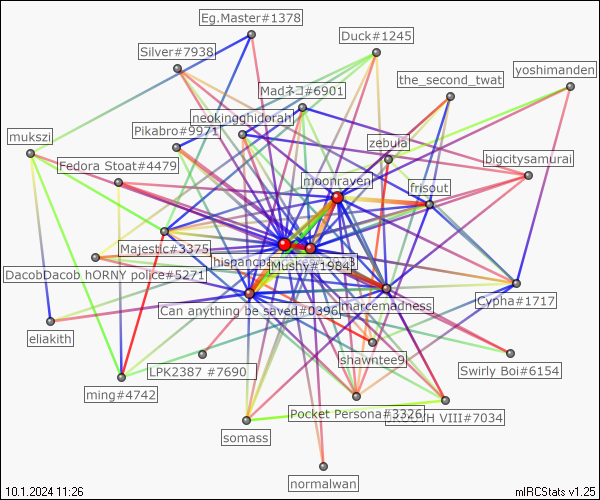 Eg.Master#1378
Duck#1245
Silver#7938
the_second_twat
yoshimanden
Madネコ#6901
neokingghidorah
Pikabro#9971
mukszi
zebula
bigcitysamurai
Fedora Stoat#4479
moonraven
frisout
Majestic#3375
Mushy#1984
DacobDacob hORNY police#5271
Cypha#1717
Can anything be saved#0396
marcemadness
eliakith
shawntee9
LPK2387 #7690
Swirly Boi#6154
ming#4742
Pocket Persona#3326
VIII#7034
somass
normalwan
10.1.2024 11:26
mIRCStats v1.25